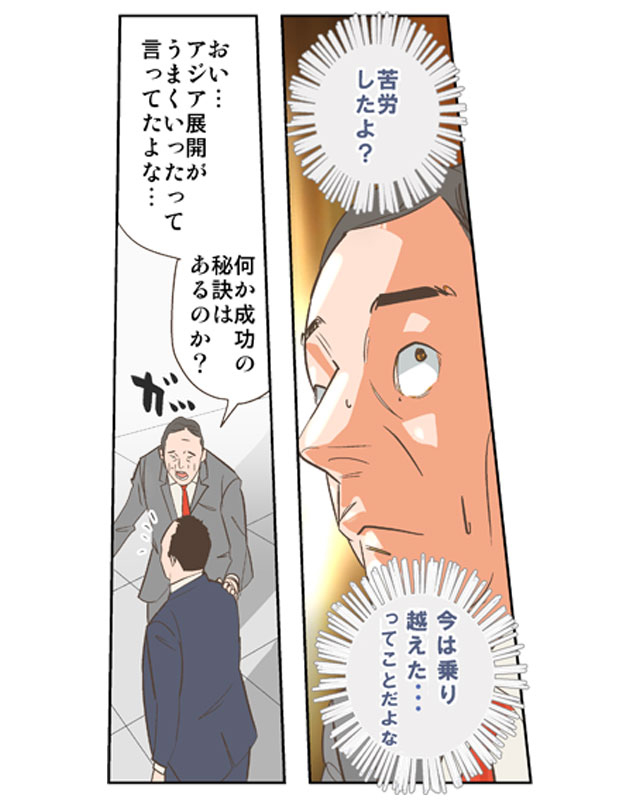 苦労
したよ？
今は乗り
越えた…
ってことだよな
おい…
アジア展開が
うまくいったって
言ってたよな…
何か成功の
秘訣は
あるのか？
ガッ